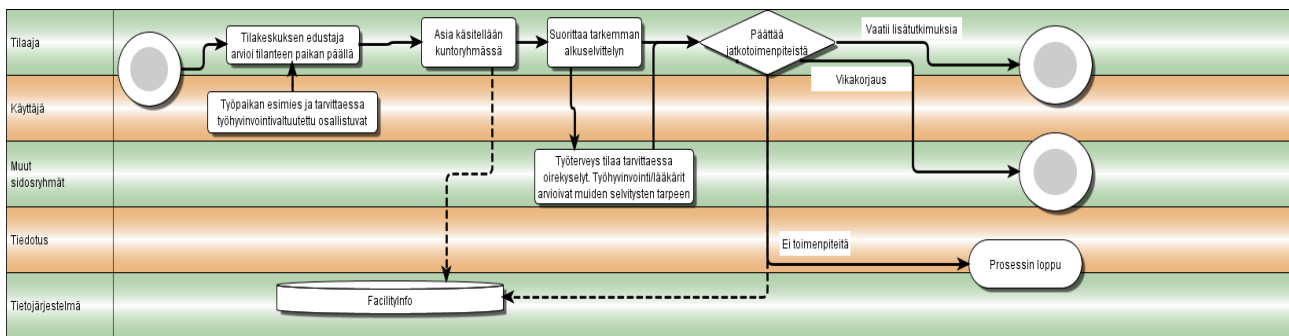 Tilaaja
Tilakeskuksen edustaja
arvioi tilanteen paikan päällä
Asia käsitellään
kuntoryhmässä
Suorittaa tarkemman
alkuselvittelyn
Päättää
jatkotoimenpiteistä
Vaatii lisätutkimuksia
Vikakorjaus
Käyttäjä
Työpaikan esimies ja tarvittaessa
työhyvinvointivaltuutettu osallistuvat
Muut
sidosryhmät
Työterveys tilaa tarvittaessa
oirekyselyt. Työhyvinvointi/lääkärit
arvioivat muiden selvitysten tarpeen
Tiedotus
Ei toimenpiteitä
Prosessin loppu
Tietojärjestelmä
FacilityInfo